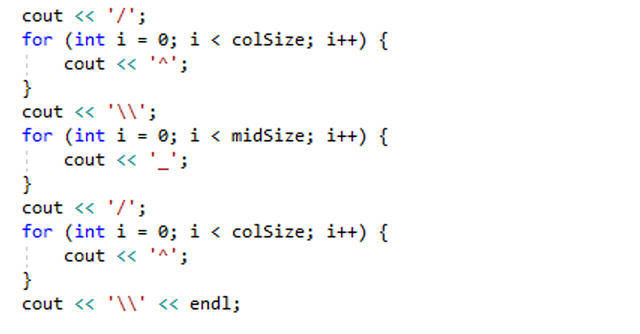 cout << '/';
for (int i = 0; i < colSize; i++) {
    cout << '^';
}
cout << '\\';
for (int i = 0; i < midSize; i++) {
    cout << '_';
}
cout << '/';
for (int i = 0; i < colSize; i++) {
    cout << '^';
}
cout << '\\' << endl;